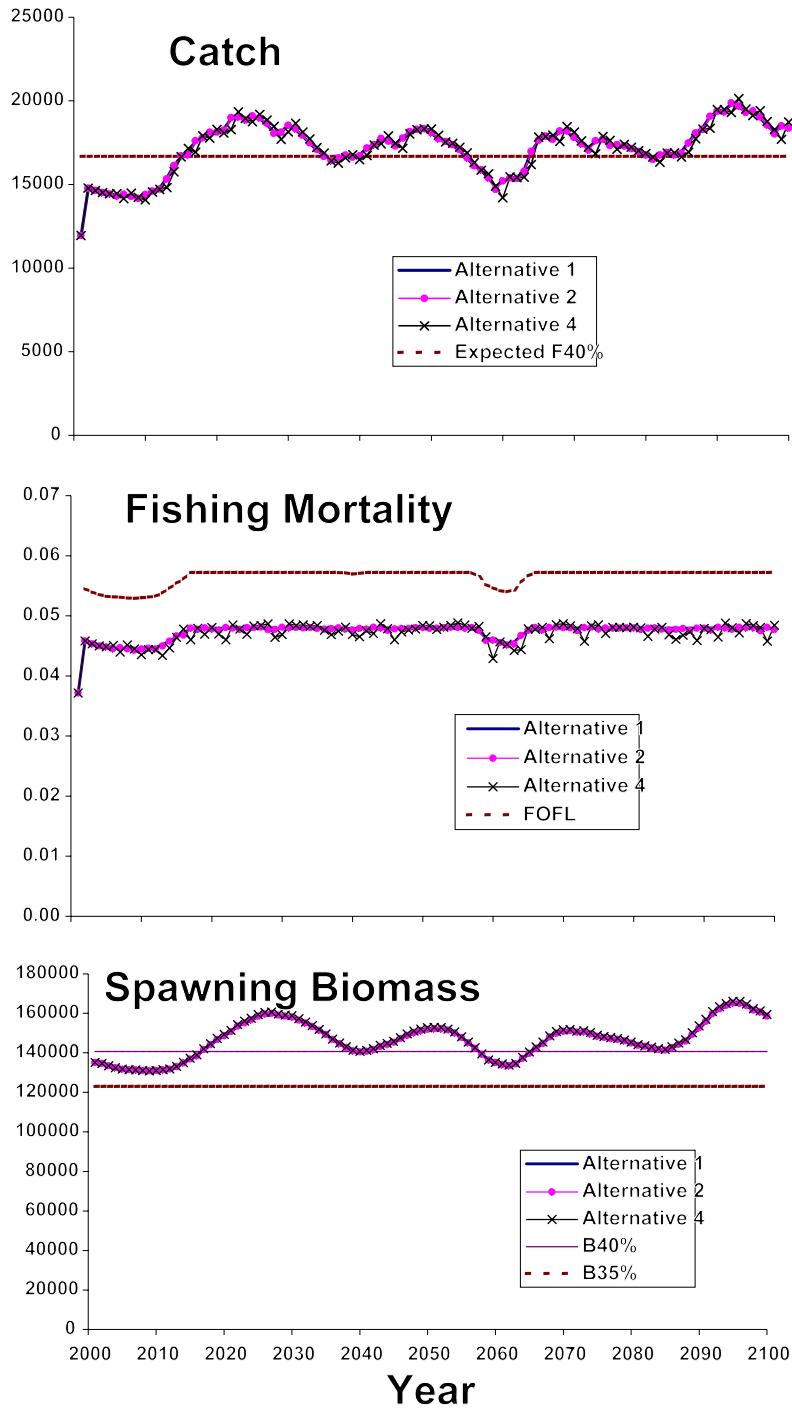 Catch
25000
20000
15000
10000
5000
0
Alternative 1
Alternative 2
Alternative 4
Expected F40%
Fishing Mortality
0.07
0.06
0.05
0.04
0.03
0.02
0.01
0.00
Alternative 1
Alternative 2
Alternative 4
FOFL
Spawning Biomass
180000
160000
140000
120000
100000
80000
60000
40000
20000
0
Alternative 1
Alternative 2
Alternative 4
B40%
B35%
2000 2010 2020 2030 2040 2050 2060 2070 2080 2090 2100
Year